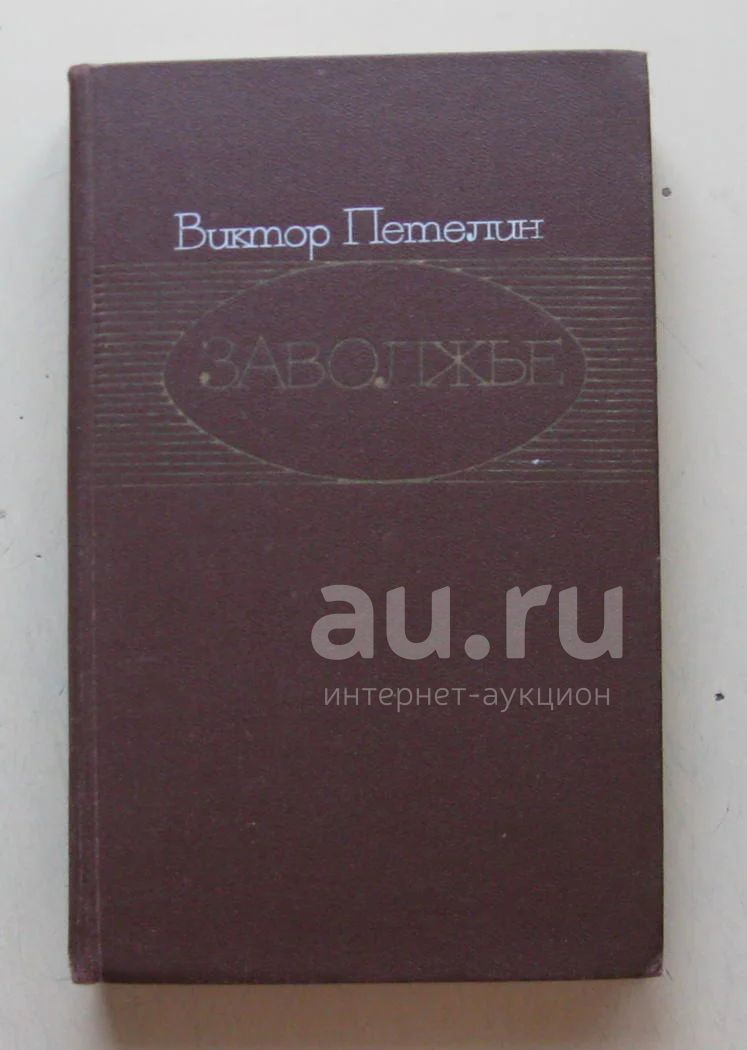 Виктор Петелин
ЗАВОЛЖЬЕ
au.ru
интернет-аукцион